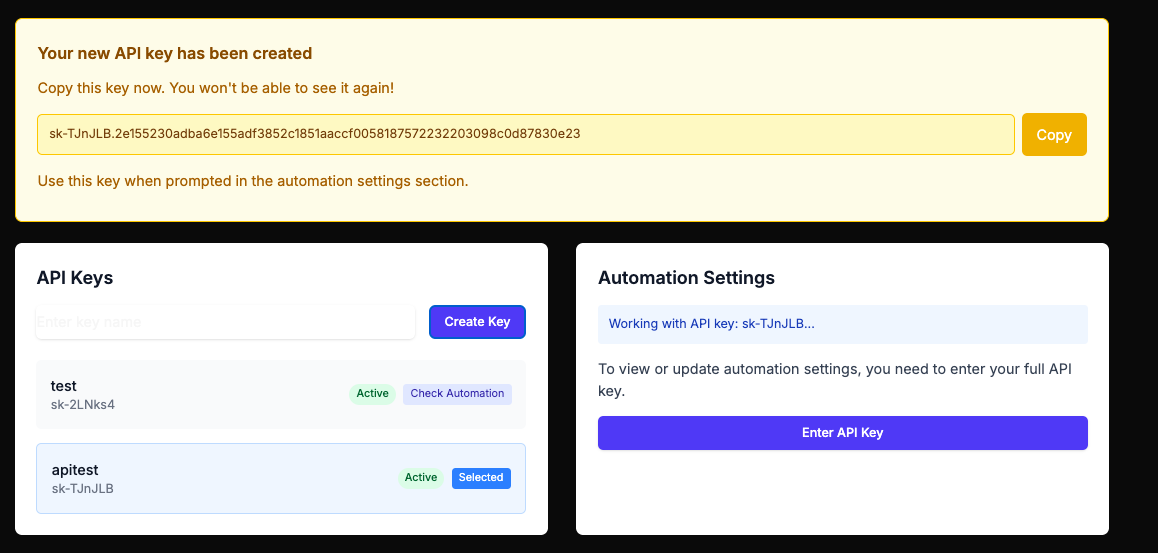 Your new API key has been created
Copy this key now. You won't be able to see it again!
sk-TJnJLB.2e155230adba6e155adf3852c1851aaccf0058187572232203098c0d87830e23
Copy
Use this key when prompted in the automation settings section.
API Keys
Enter key name
Create Key
test
sk-2LNks4
Active
Check Automation
apitest
sk-TJnJLB
Active
Selected
Automation Settings
Working with API key: sk-TJnJLB...
To view or update automation settings, you need to enter your full API
key.
Enter API Key